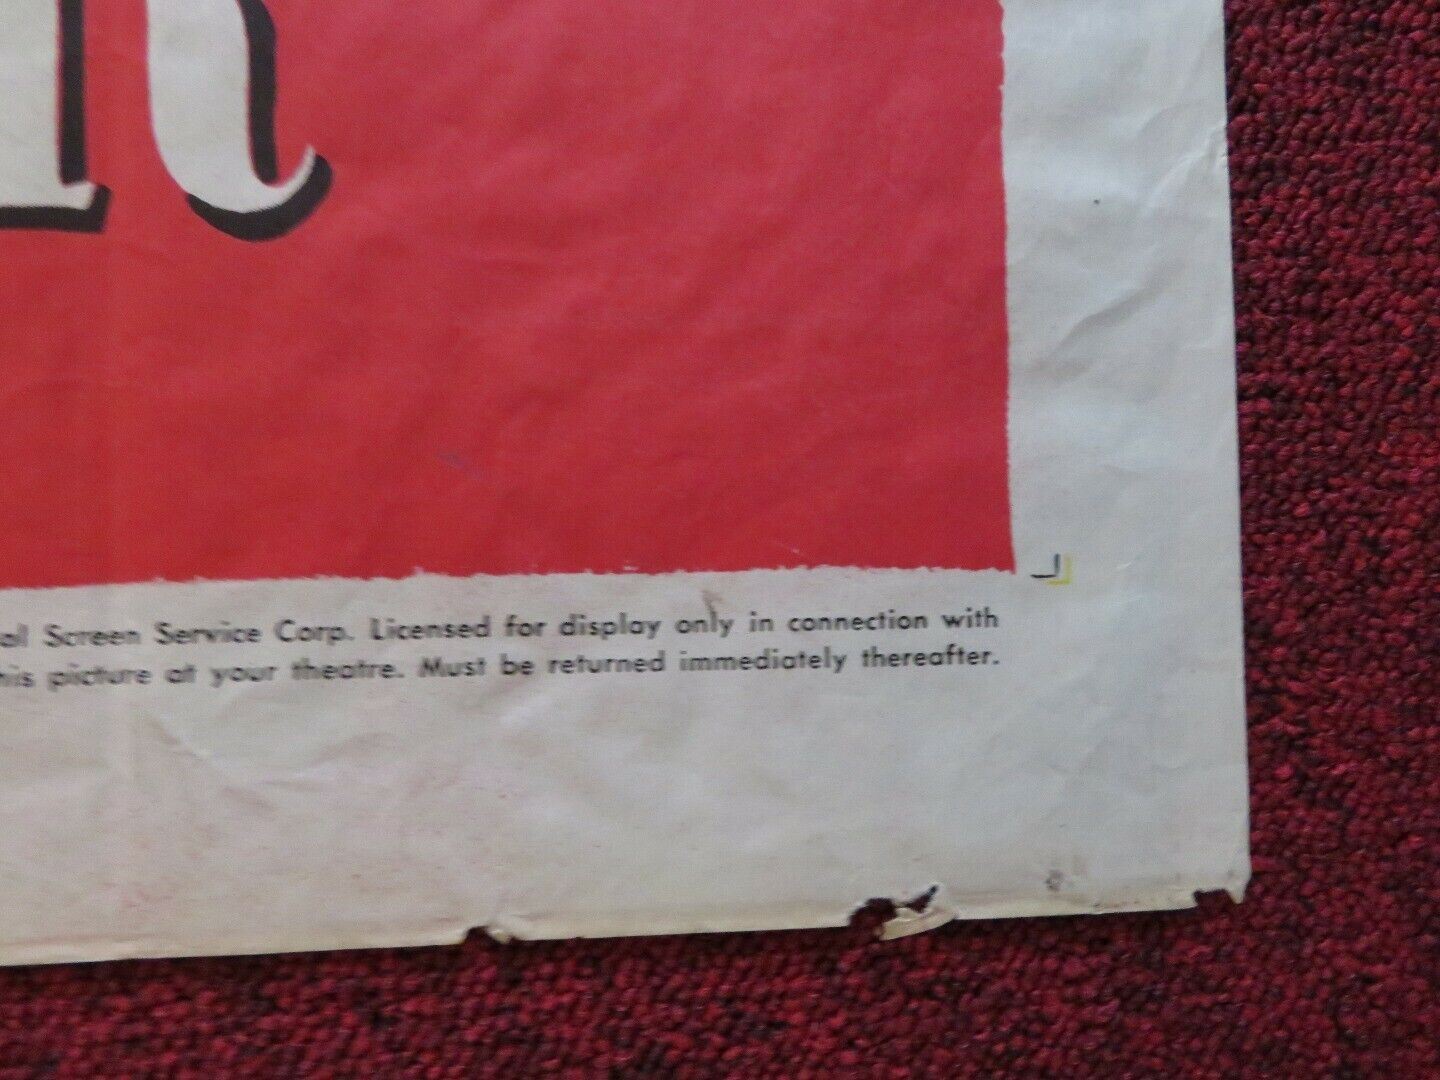 al Screen Service Corp. Licensed for display only in connection with
his picture at your theatre. Must be returned immediately thereafter.